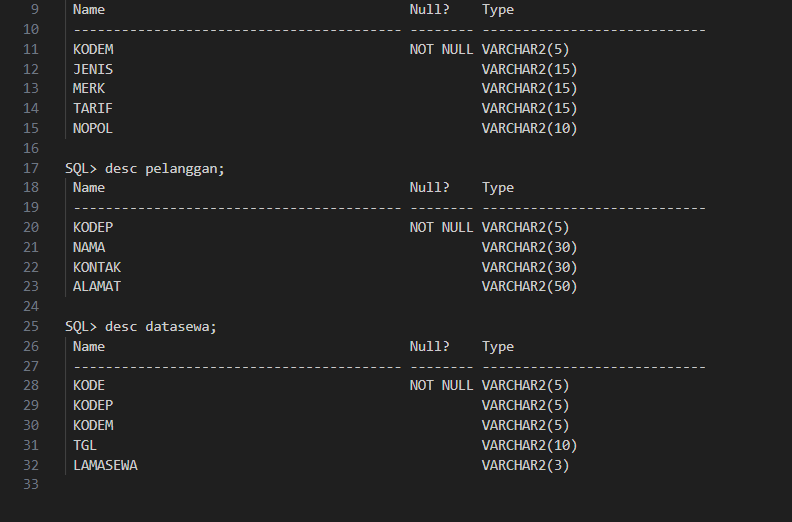 9 Name Null? Type
10 ----------------------------------------- -------- ----------------------------
11 KODEM NOT NULL VARCHAR2(5)
12 JENIS VARCHAR2(15)
13 MERK VARCHAR2(15)
14 TARIF VARCHAR2(15)
15 NOPOL VARCHAR2(10)
16
17 SQL> desc pelanggan;
18 Name Null? Type
19 ----------------------------------------- -------- ----------------------------
20 KODEP NOT NULL VARCHAR2(5)
21 NAMA VARCHAR2(30)
22 KONTAK VARCHAR2(30)
23 ALAMAT VARCHAR2(50)
24
25 SQL> desc datasewa;
26 Name Null? Type
27 ----------------------------------------- -------- ----------------------------
28 KODE NOT NULL VARCHAR2(5)
29 KODEP VARCHAR2(5)
30 KODEM VARCHAR2(5)
31 TGL VARCHAR2(10)
32 LAMASEWA VARCHAR2(3)
33